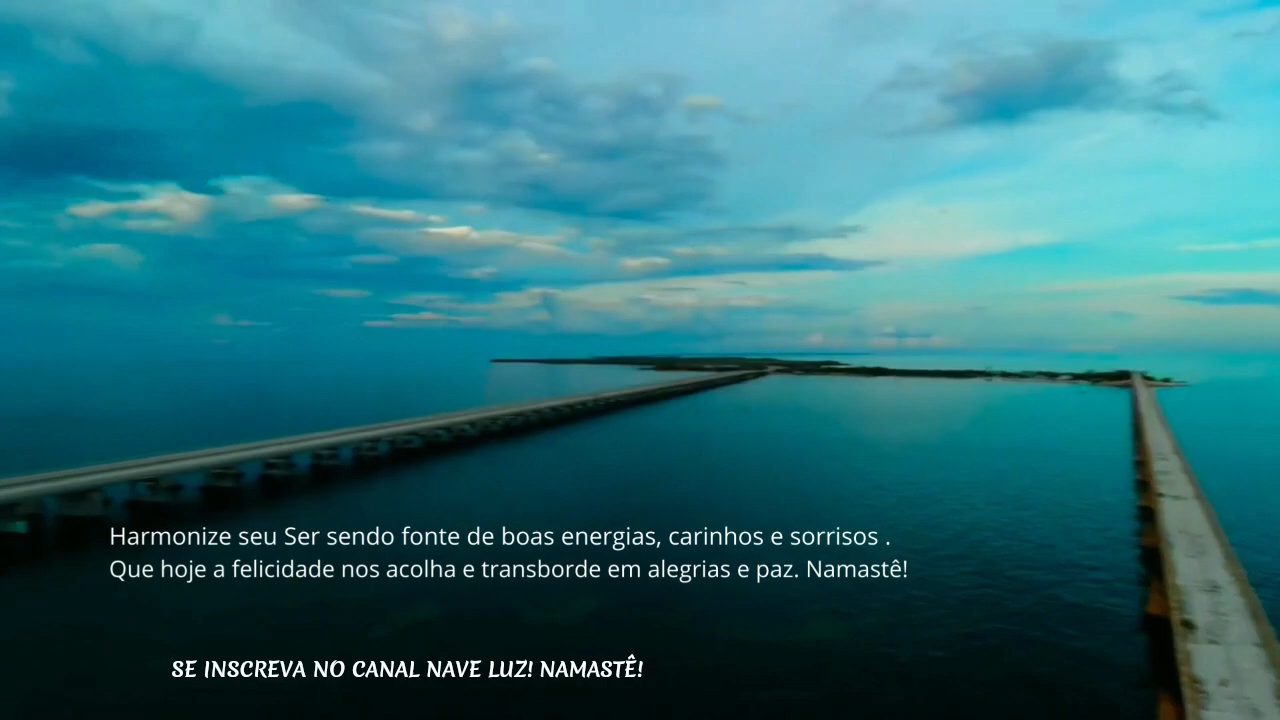 Harmonize seu Ser sendo fonte de boas energias, carinhos e sorrisos .
Que hoje a felicidade nos acolha e transborde em alegrias e paz. Namastê!
SE INSCREVA NO CANAL NAVE LUZ! NAMASTÊ!